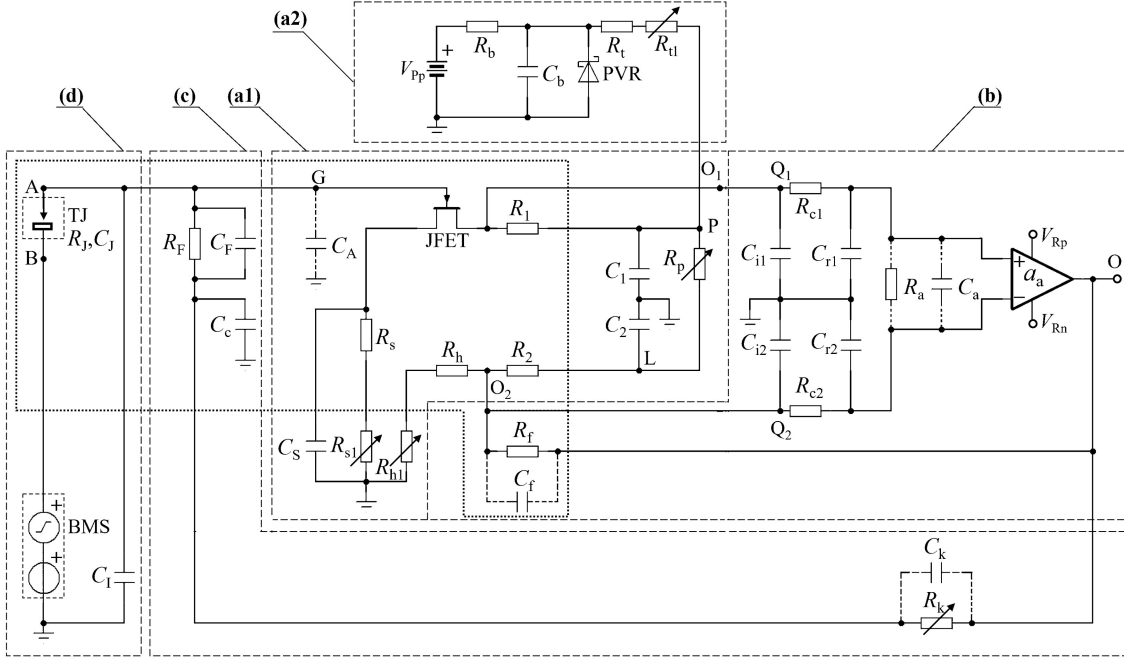 (a2)
R_b
R_t
R_t1
V_Pp
+
C_b
PVR
(d)
(c)
(a1)
(b)
A
G
O_1
Q_1
TJ
R_J,C_J
B
R_F
C_F
C_A
JFET
R_1
P
R_p
C_1
C_2
L
C_i1
R_c1
C_r1
R_a
C_a
+
−
a_a
V_Rp
V_Rn
O
C_c
R_s
R_h
R_2
O_2
C_i2
C_r2
R_c2
Q_2
C_S
R_s1
R_h1
R_f
C_f
+
BMS
+
C_I
C_k
R_k